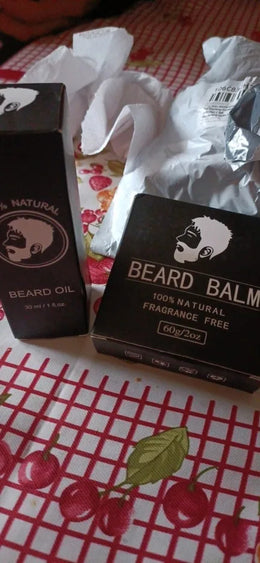 % NATURAL
BEARD OIL
30 ml / 1 fl.oz
BEARD BALM
100% NATURAL
FRAGRANCE FREE
60g/2oz